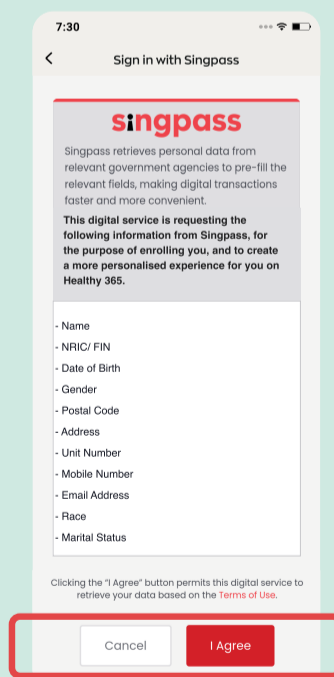 7:30
Sign in with Singpass
singpass
Singpass retrieves personal data from
relevant government agencies to pre-fill the
relevant fields, making digital transactions
faster and more convenient.
This digital service is requesting the
following information from Singpass, for
the purpose of enrolling you, and to create
a more personalised experience for you on
Healthy 365.
- Name
- NRIC/ FIN
- Date of Birth
- Gender
- Postal Code
- Address
- Unit Number
- Mobile Number
- Email Address
- Race
- Marital Status
Clicking the "I Agree" button permits this digital service to
retrieve your data based on the Terms of Use.
Cancel
I Agree